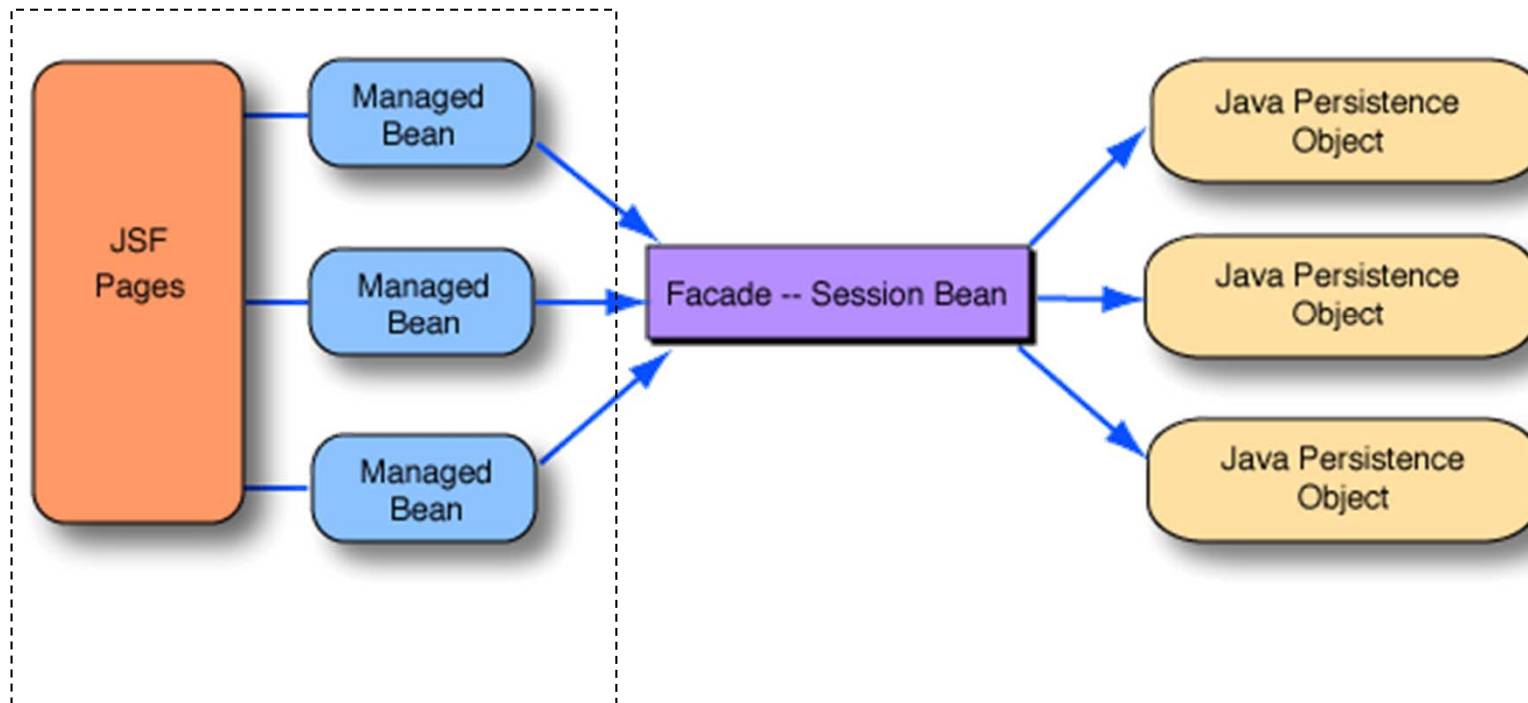 JSF
Pages
Managed
Bean
Managed
Bean
Managed
Bean
Facade -- Session Bean
Java Persistence
Object
Java Persistence
Object
Java Persistence
Object